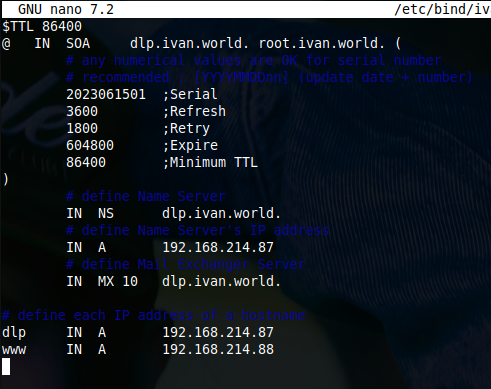 GNU nano 7.2 /etc/bind/iv
$TTL 86400
@ IN SOA dlp.ivan.world. root.ivan.world. (
# any numerical values are OK for serial number
# recommended : [YYYYMMDDnn] (update date + number)
2023061501 ;Serial
3600 ;Refresh
1800 ;Retry
604800 ;Expire
86400 ;Minimum TTL
)
# define Name Server
IN NS dlp.ivan.world.
# define Name Server's IP address
IN A 192.168.214.87
# define Mail Exchanger Server
IN MX 10 dlp.ivan.world.
# define each IP address of a hostname
dlp IN A 192.168.214.87
www IN A 192.168.214.88